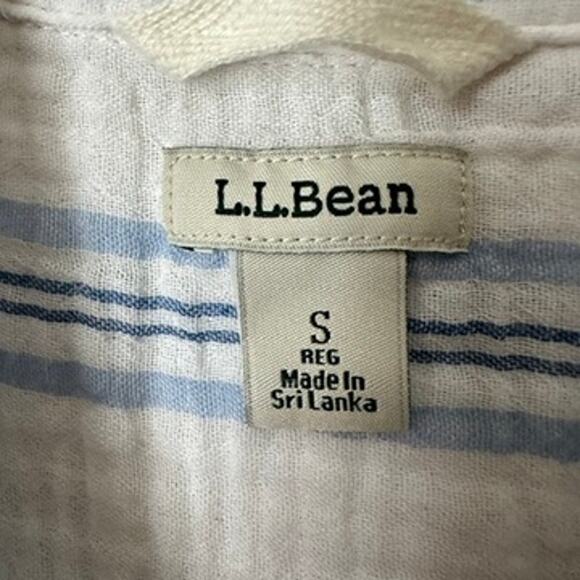 L.L.Bean
S
REG
Made In
Sri Lanka